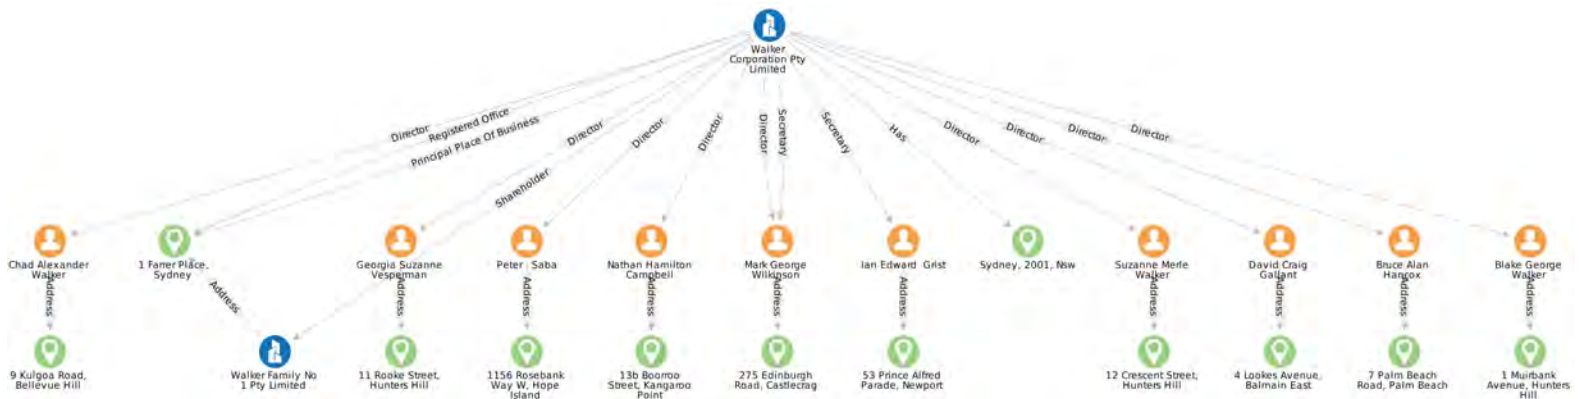 Walker
Corporation Pty
Limited
Director
Registered Office
Principal Place Of Business
Director
Shareholder
Director
Director
Director
Secretary
Secretary
Has
Director
Director
Director
Director
Chad Alexander
Walker
1 Farrer Place,
Sydney
Georgia Suzanne
Vesperman
Peter Saba
Nathan Hamilton
Campbell
Mark George
Wilkinson
Ian Edward Grist
Sydney, 2001, Nsw
Suzanne Merle
Walker
David Craig
Gallant
Bruce Alan
Hancox
Blake George
Walker
Address
Address
Address
Address
Address
Address
Address
Address
Address
Address
9 Kulgoa Road,
Bellevue Hill
Walker Family No
1 Pty Limited
11 Rooke Street,
Hunters Hill
1156 Rosebank
Way W, Hope
Island
13b Boorroo
Street, Kangaroo
Point
275 Edinburgh
Road, Castlecrag
53 Prince Alfred
Parade, Newport
12 Crescent Street,
Hunters Hill
4 Lookes Avenue,
Balmain East
7 Palm Beach
Road, Palm Beach
1 Muirbank
Avenue, Hunters
Hill